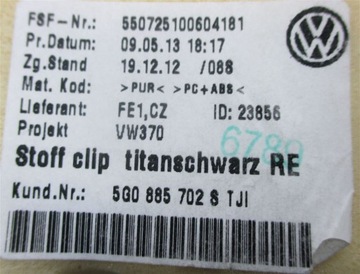 FSF-Nr.: 550725100604181
Pr.Datum: 09.05.13 18:17
Zg.Stand 19.12.12 /088
Mat. Kod: >PUR< >PC+ABS<
Lieferant: FE1,CZ ID: 23856
Projekt VW370
6789
Stoff clip titanschwarz RE
Kund.Nr.: 5G0 885 702 S TJI